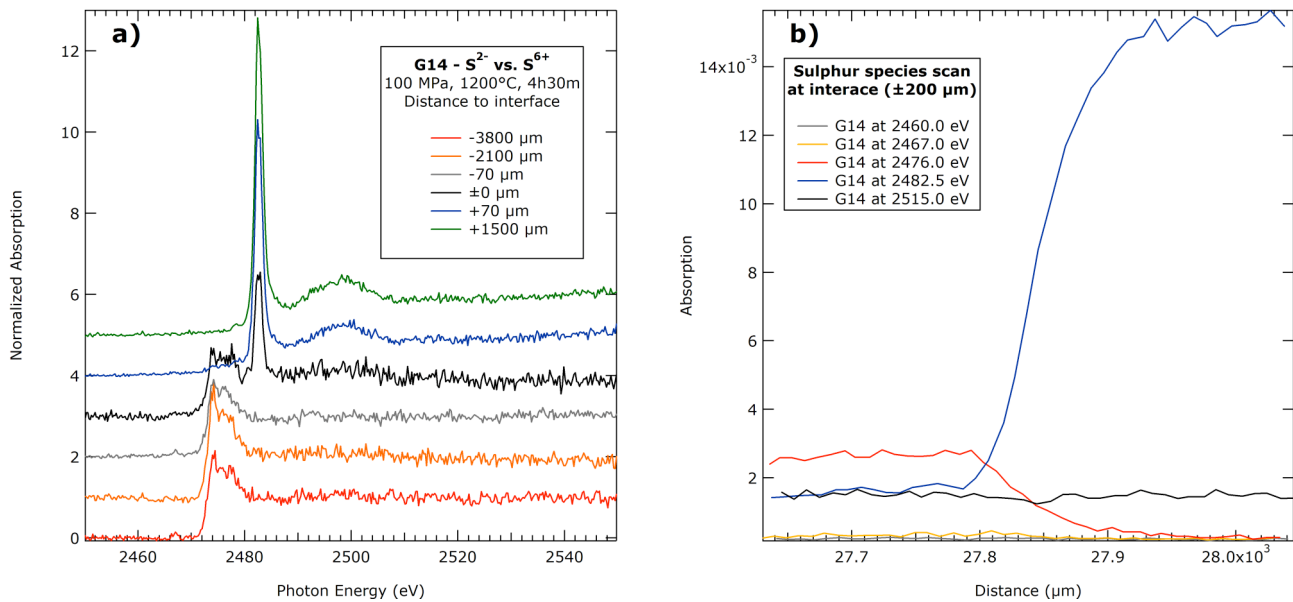 a)
G14 - S²⁻ vs. S⁶⁺
100 MPa, 1200°C, 4h30m
Distance to interface
-3800 µm
-2100 µm
-70 µm
±0 µm
+70 µm
+1500 µm
Normalized Absorption
12
10
8
6
4
2
0
2460
2480
2500
2520
2540
Photon Energy (eV)
b)
Sulphur species scan
at interace (±200 µm)
G14 at 2460.0 eV
G14 at 2467.0 eV
G14 at 2476.0 eV
G14 at 2482.5 eV
G14 at 2515.0 eV
Absorption
14x10⁻³
12
10
8
6
4
2
27.7
27.8
27.9
28.0x10³
Distance (µm)